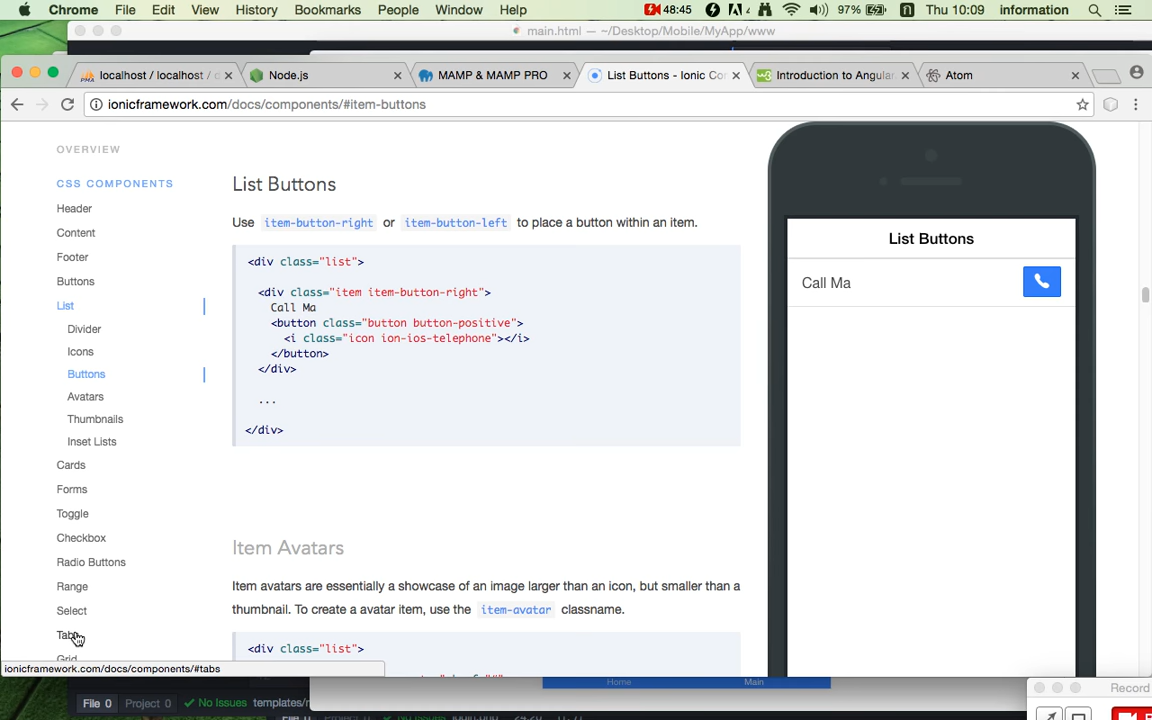 Chrome File Edit View History Bookmarks People Window Help 48:45 4 97% Thu 10:09 information
main.html — ~/Desktop/Mobile/MyApp/www
localhost / localhost / d Node.js MAMP & MAMP PRO List Buttons - Ionic Co Introduction to Angula Atom
ionicframework.com/docs/components/#item-buttons
OVERVIEW
CSS COMPONENTS
Header
Content
Footer
Buttons
List
Divider
Icons
Buttons
Avatars
Thumbnails
Inset Lists
Cards
Forms
Toggle
Checkbox
Radio Buttons
Range
Select
Tabs
Grid
List Buttons
Use item-button-right or item-button-left to place a button within an item.
<div class="list">
<div class="item item-button-right">
Call Ma
<button class="button button-positive">
<i class="icon ion-ios-telephone"></i>
</button>
</div>
...
</div>
Item Avatars
Item avatars are essentially a showcase of an image larger than an icon, but smaller than a
thumbnail. To create a avatar item, use the item-avatar classname.
<div class="list">
List Buttons
Call Ma
ionicframework.com/docs/components/#tabs
Home Main
Record
File 0 Project 0 No Issues templates/